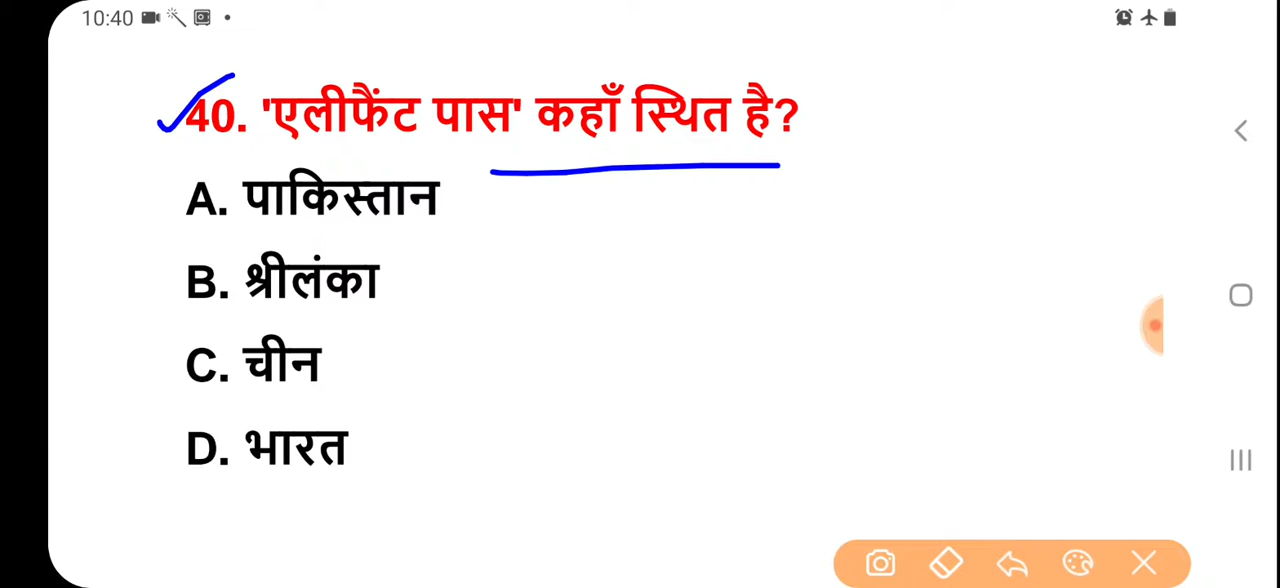 10:40
40. 'एलीफैंट पास' कहाँ स्थित है?
A. पाकिस्तान
B. श्रीलंका
C. चीन
D. भारत